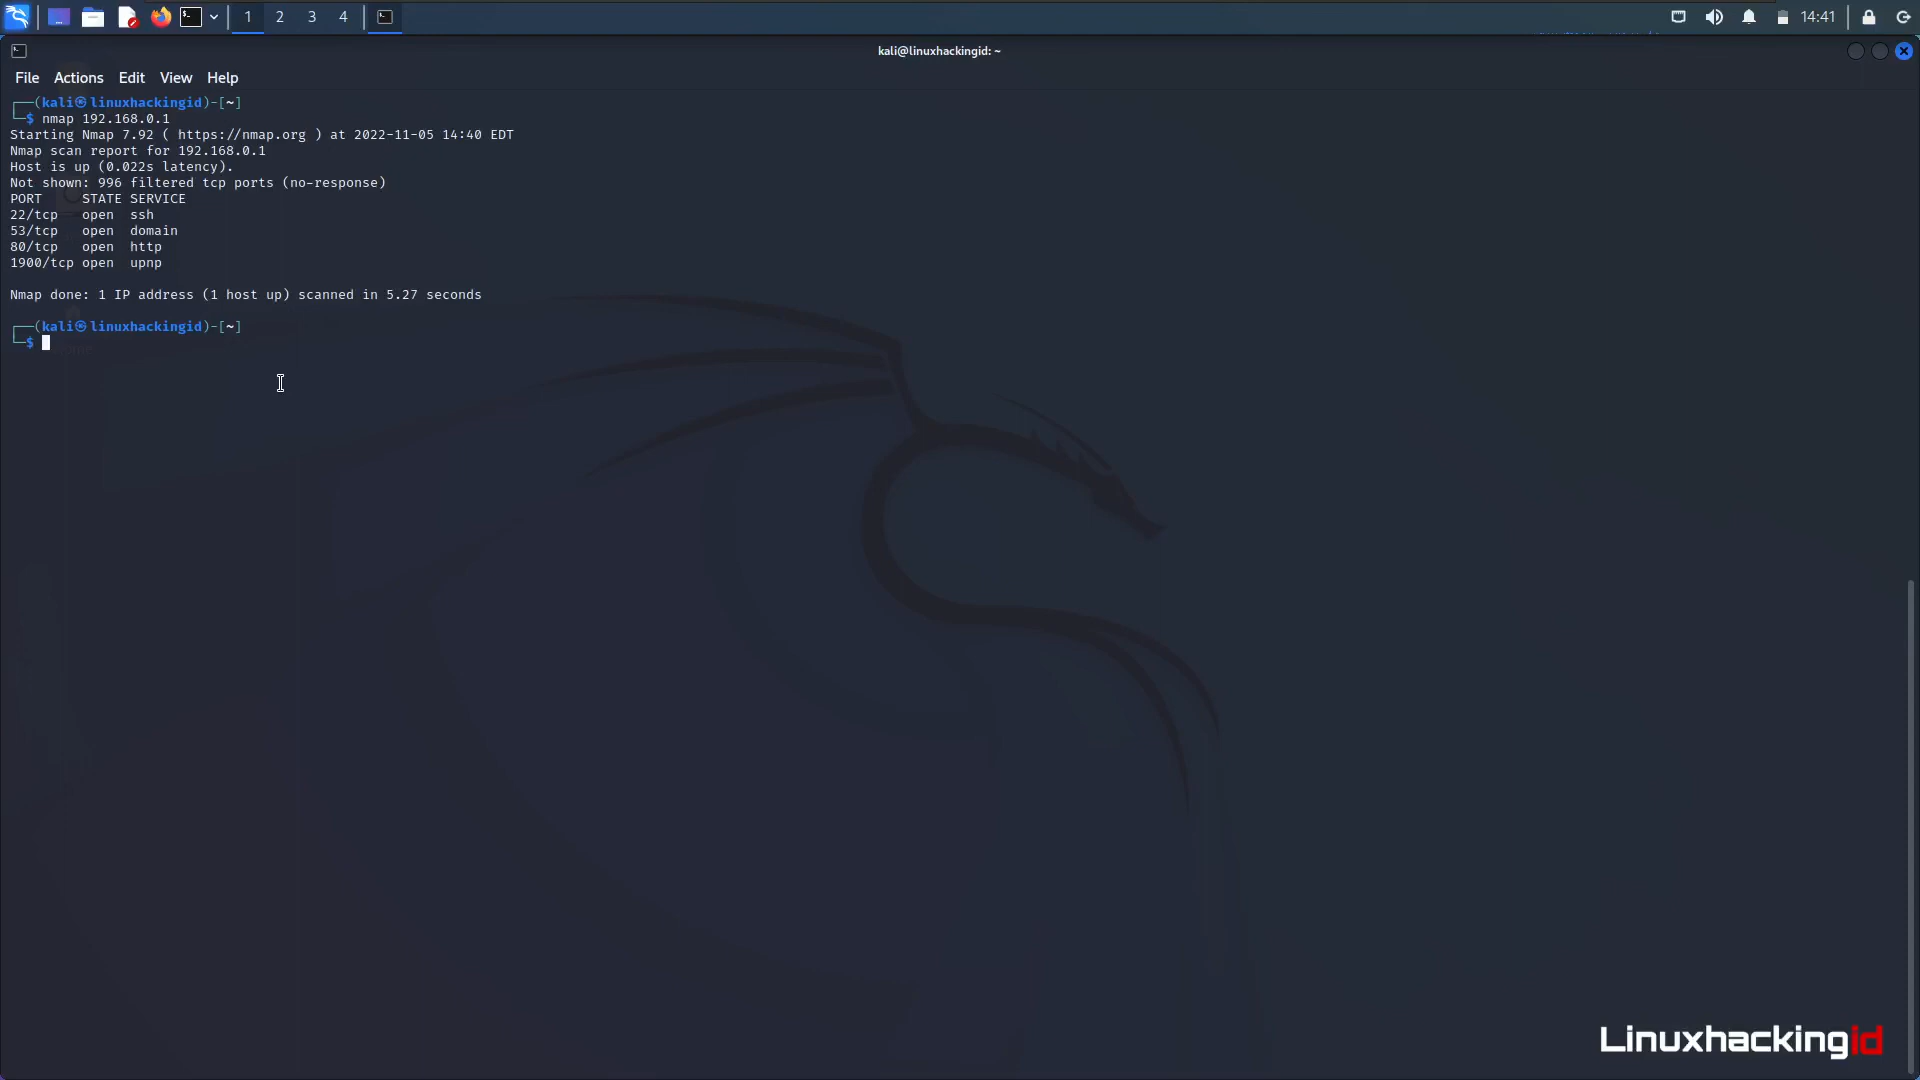 1 2 3 4 14:41
kali@linuxhackingid: ~
File Actions Edit View Help
┌──(kali㉿linuxhackingid)-[~]
└─$ nmap 192.168.0.1
Starting Nmap 7.92 ( https://nmap.org ) at 2022-11-05 14:40 EDT
Nmap scan report for 192.168.0.1
Host is up (0.022s latency).
Not shown: 996 filtered tcp ports (no-response)
PORT     STATE SERVICE
22/tcp   open  ssh
53/tcp   open  domain
80/tcp   open  http
1900/tcp open  upnp
Nmap done: 1 IP address (1 host up) scanned in 5.27 seconds
┌──(kali㉿linuxhackingid)-[~]
└─$
Linuxhackingid